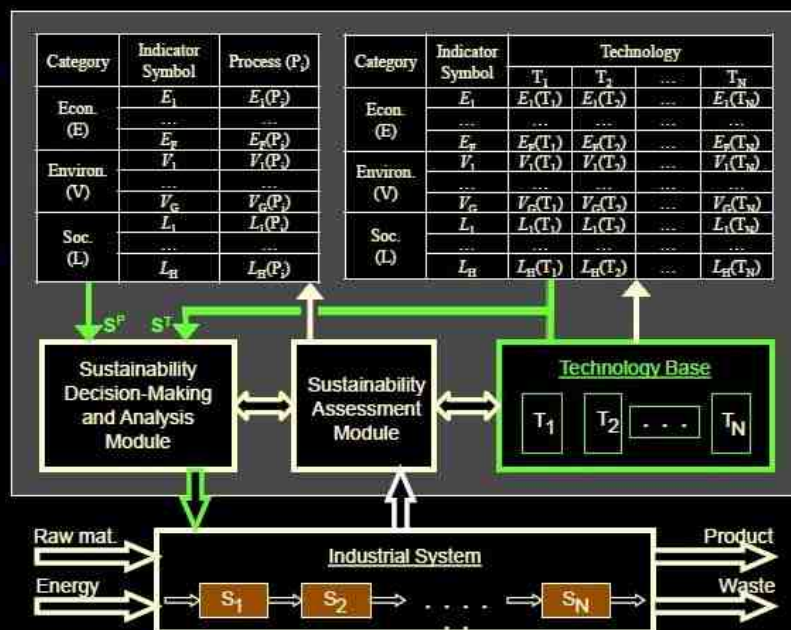 Category Indicator Symbol Process (Pi)
Econ. (E) E1 E1(Pi)
... ...
EF EF(Pi)
Environ. (V) V1 V1(Pi)
... ...
VG VG(Pi)
Soc. (L) L1 L1(Pi)
... ...
LH LH(Pi)
Category Indicator Symbol Technology
T1 T2 ... TN
Econ. (E) E1 E1(T1) E1(T2) ... E1(TN)
... ... ... ... ...
EF EF(T1) EF(T2) ... EF(TN)
Environ. (V) V1 V1(T1) V1(T2) ... V1(TN)
... ... ... ... ...
VG VG(T1) VG(T2) ... VG(TN)
Soc. (L) L1 L1(T1) L1(T2) ... L1(TN)
... ... ... ... ...
LH LH(T1) LH(T2) ... LH(TN)
SP ST
Sustainability
Decision-Making
and Analysis
Module
Sustainability
Assessment
Module
Technology Base
T1 T2 . . . TN
Raw mat.
Energy
Industrial System
S1 S2 . . . . . . SN
Product
Waste